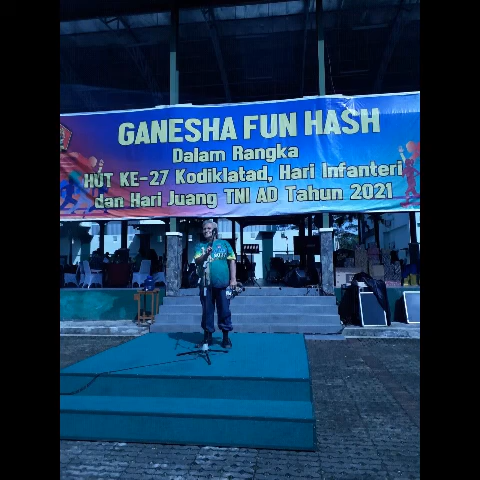 GANESHA FUN HASH
Dalam Rangka
HUT KE-27 Kodiklatad, Hari Infanteri
dan Hari Juang TNI AD Tahun 2021